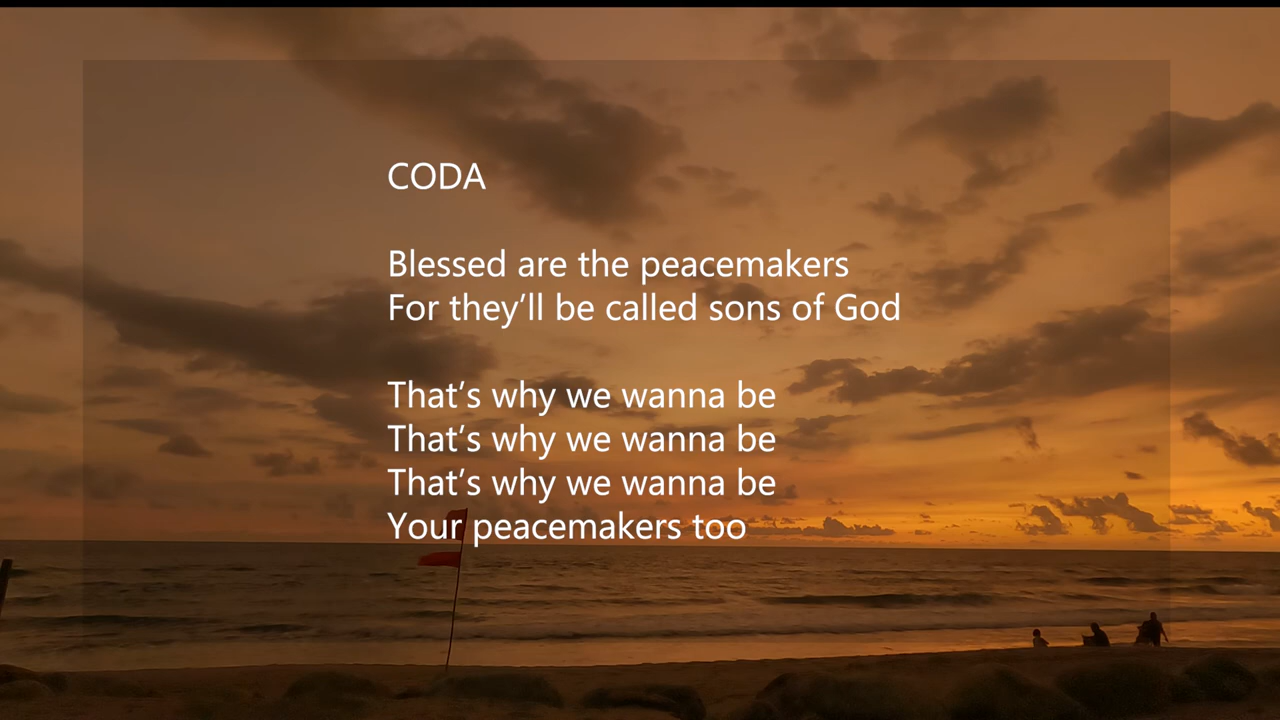 CODA
Blessed are the peacemakers
For they’ll be called sons of God
That’s why we wanna be
That’s why we wanna be
That’s why we wanna be
Your peacemakers too